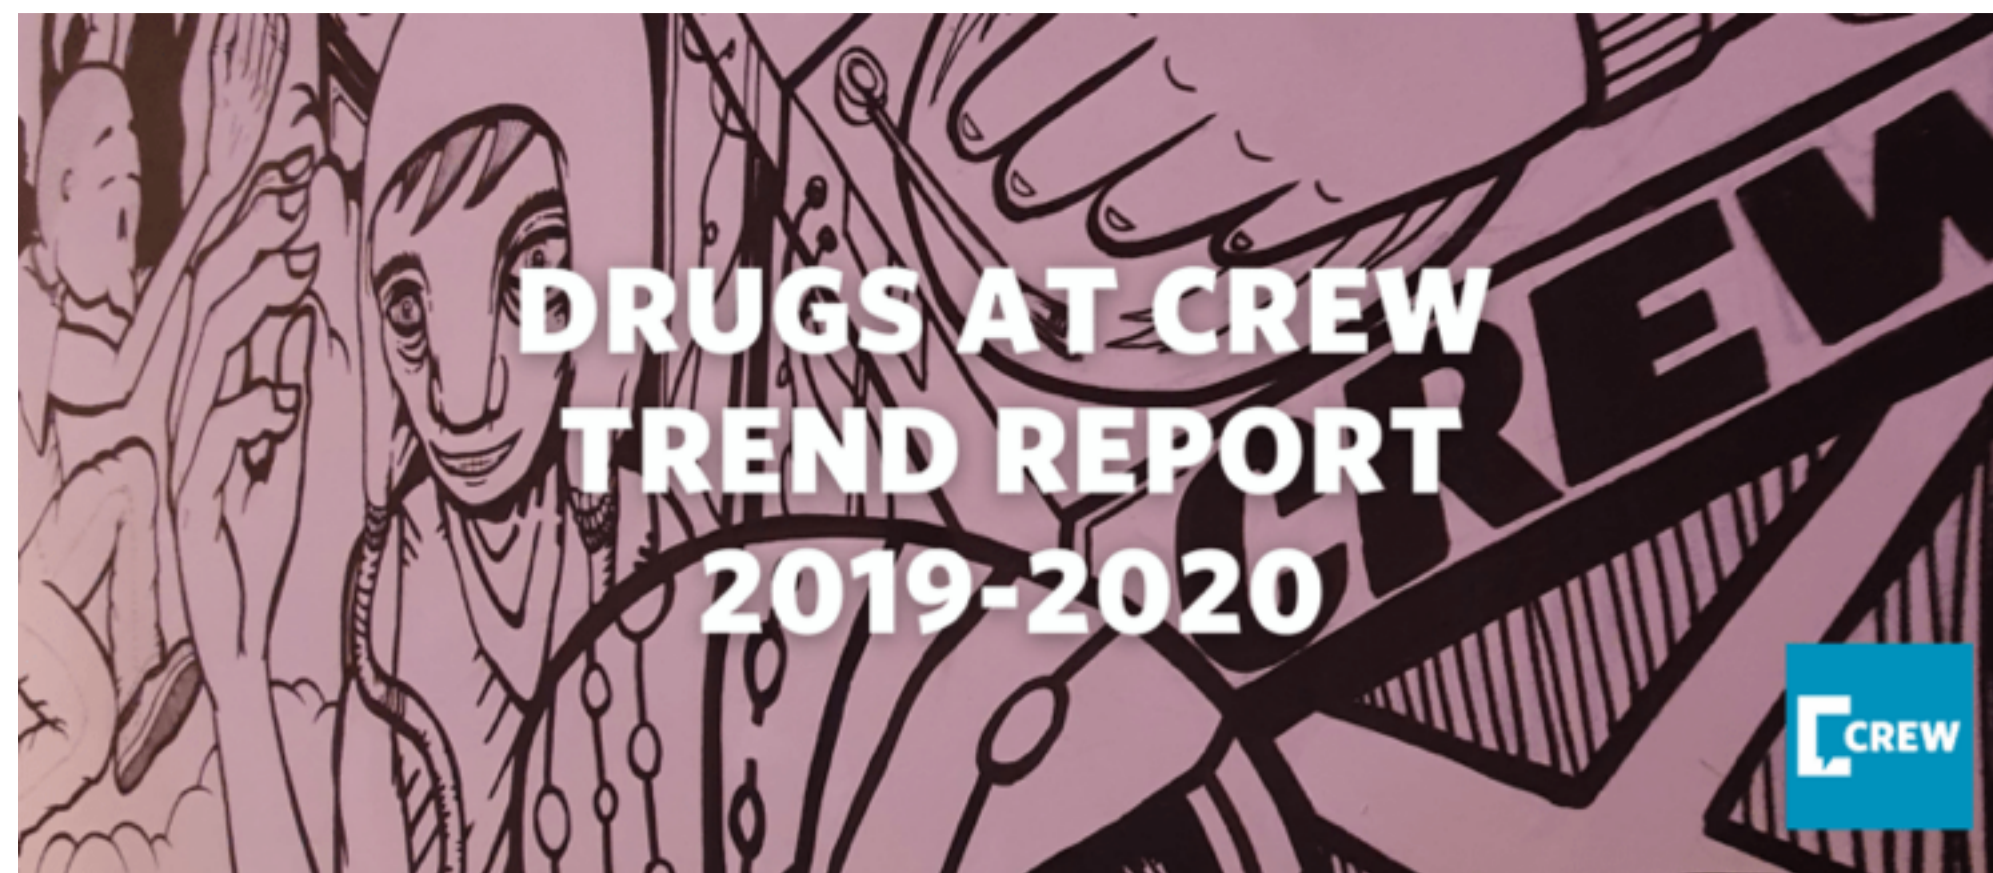 DRUGS AT CREW
TREND REPORT
2019-2020
CREW
CREW